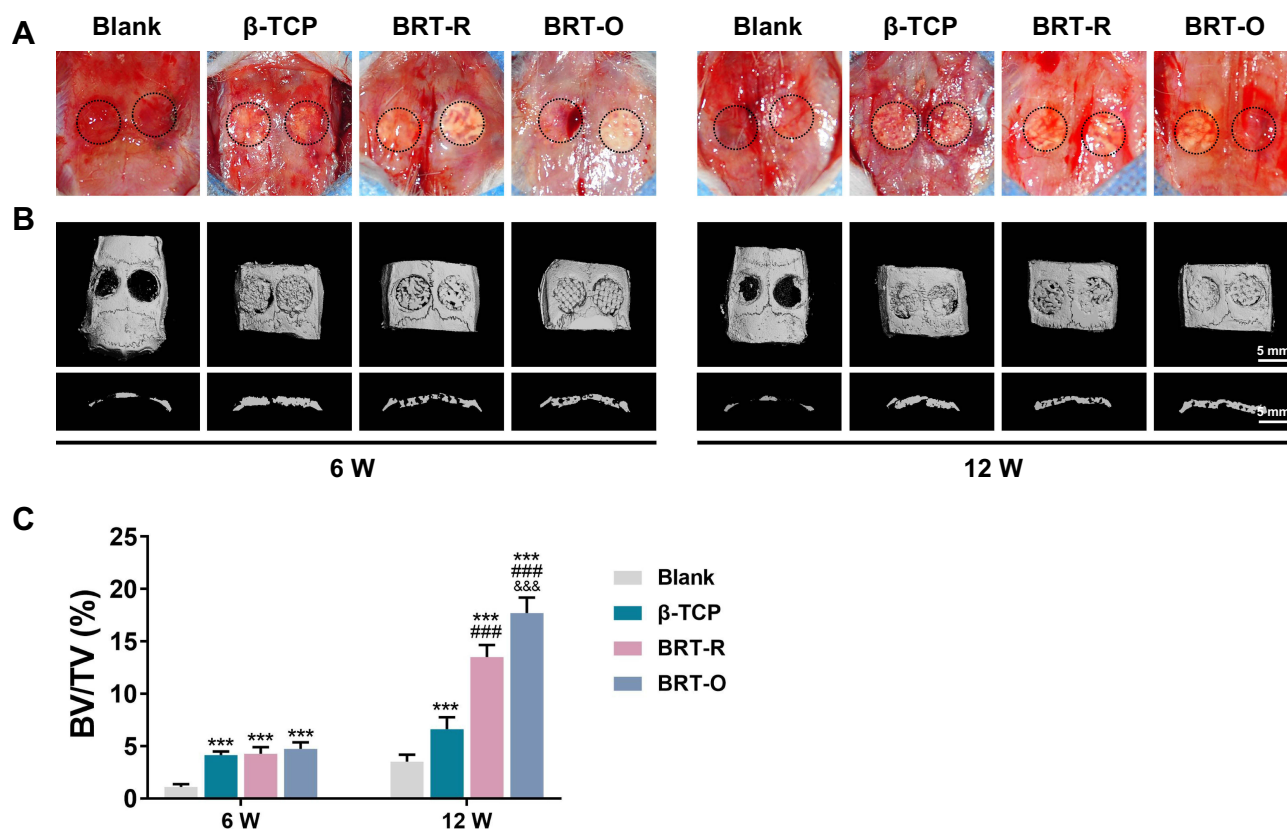 A
Blank β-TCP BRT-R BRT-O Blank β-TCP BRT-R BRT-O
B
5 mm
5 mm
6 W 12 W
C
BV/TV (%)
25
20
15
10
5
0
***
***
***
***
***
###
***
###
&&&
6 W 12 W
Blank
β-TCP
BRT-R
BRT-O